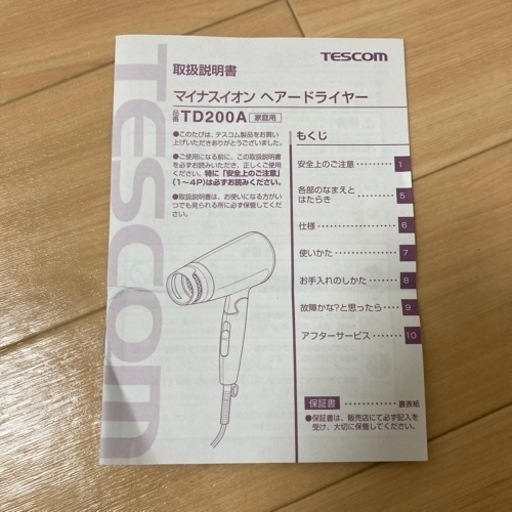 TESCOM
TESCOM
取扱説明書
マイナスイオン ヘアードライヤー
品番 TD200A 家庭用
●このたびは、テスコム製品をお買い
上げいただきありがとうございました。
●ご使用になる前に、この取扱説明書
を必ずお読みいただき、正しくご使用
ください。特に「安全上のご注意」
(1〜4P)は必ずお読みください。
●取扱説明書は、お使いになる方がい
つでも見られる所に必ず保管してください。
もくじ
安全上のご注意 1
各部のなまえと
はたらき 5
仕様 6
使いかた 7
お手入れのしかた 8
故障かな?と思ったら 9
アフターサービス 10
保証書 裏表紙
●保証書は、販売店にて必ず記入を
受け、大切に保管してください。